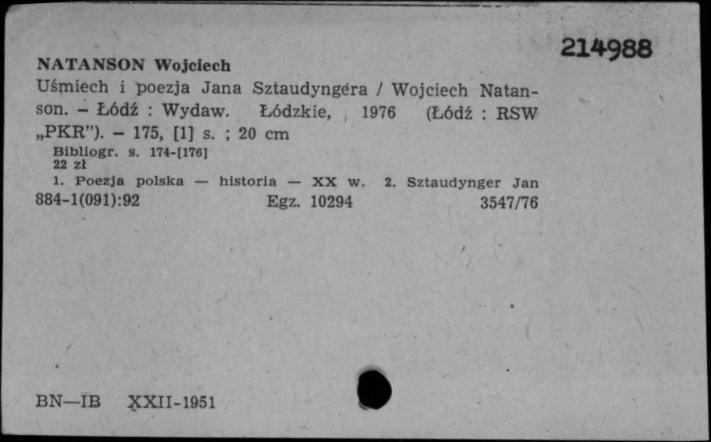 214988
NATANSON Wojciech
Uśmiech i poezja Jana Sztaudyngera / Wojciech Natan-
son. — Łódź : Wydaw. Łódzkie, 1976 (Łódź : RSW
„PKR”). — 175, [1] s. ; 20 cm
Bibliogr. s. 174-[176]
22 zł
1. Poezja polska — historia — XX w. 2. Sztaudynger Jan
884-1(091):92 Egz. 10294 3547/76
BN—IB XXII-1951